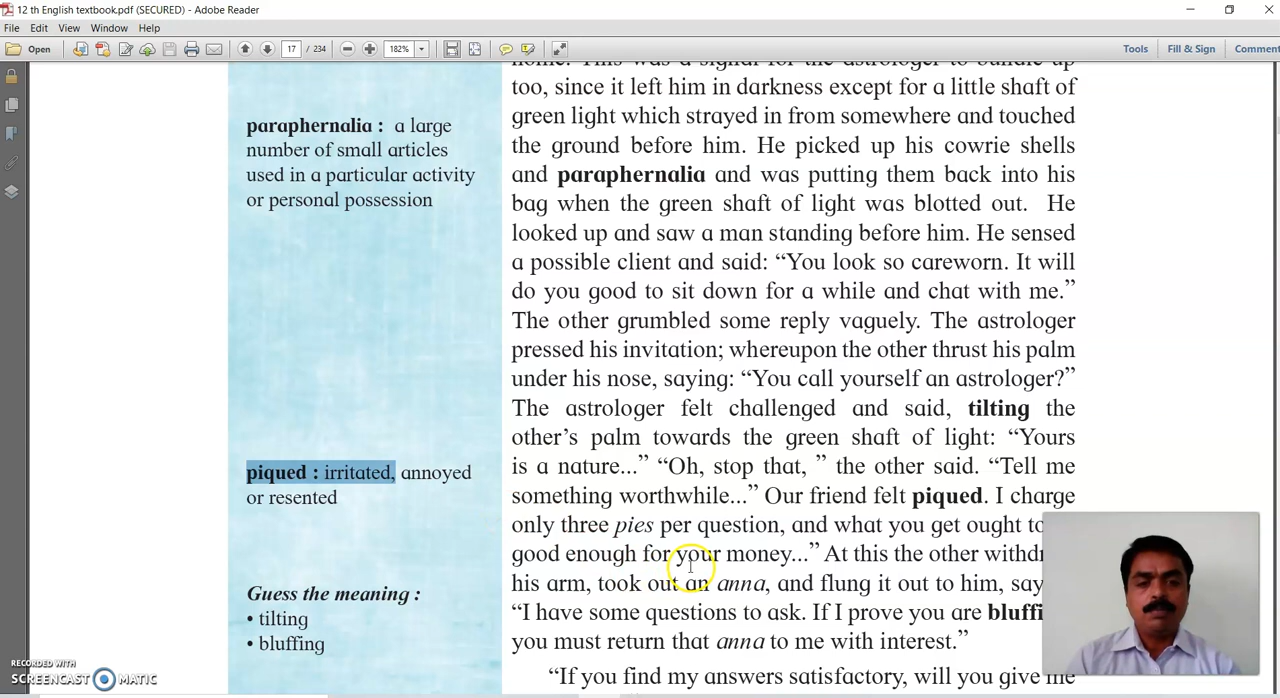 12 th English textbook.pdf (SECURED) - Adobe Reader
File Edit View Window Help
Open 17 / 234 182% Tools Fill & Sign Comment
paraphernalia : a large
number of small articles
used in a particular activity
or personal possession
piqued : irritated, annoyed
or resented
Guess the meaning :
• tilting
• bluffing
home. This was a signal for the astrologer to bundle up
too, since it left him in darkness except for a little shaft of
green light which strayed in from somewhere and touched
the ground before him. He picked up his cowrie shells
and paraphernalia and was putting them back into his
bag when the green shaft of light was blotted out. He
looked up and saw a man standing before him. He sensed
a possible client and said: “You look so careworn. It will
do you good to sit down for a while and chat with me.”
The other grumbled some reply vaguely. The astrologer
pressed his invitation; whereupon the other thrust his palm
under his nose, saying: “You call yourself an astrologer?”
The astrologer felt challenged and said, tilting the
other’s palm towards the green shaft of light: “Yours
is a nature...” “Oh, stop that, ” the other said. “Tell me
something worthwhile...” Our friend felt piqued. I charge
only three pies per question, and what you get ought to
good enough for your money...” At this the other withdr
his arm, took out an anna, and flung it out to him, say
“I have some questions to ask. If I prove you are bluffi
you must return that anna to me with interest.”
“If you find my answers satisfactory, will you give me
RECORDED WITH
SCREENCAST MATIC